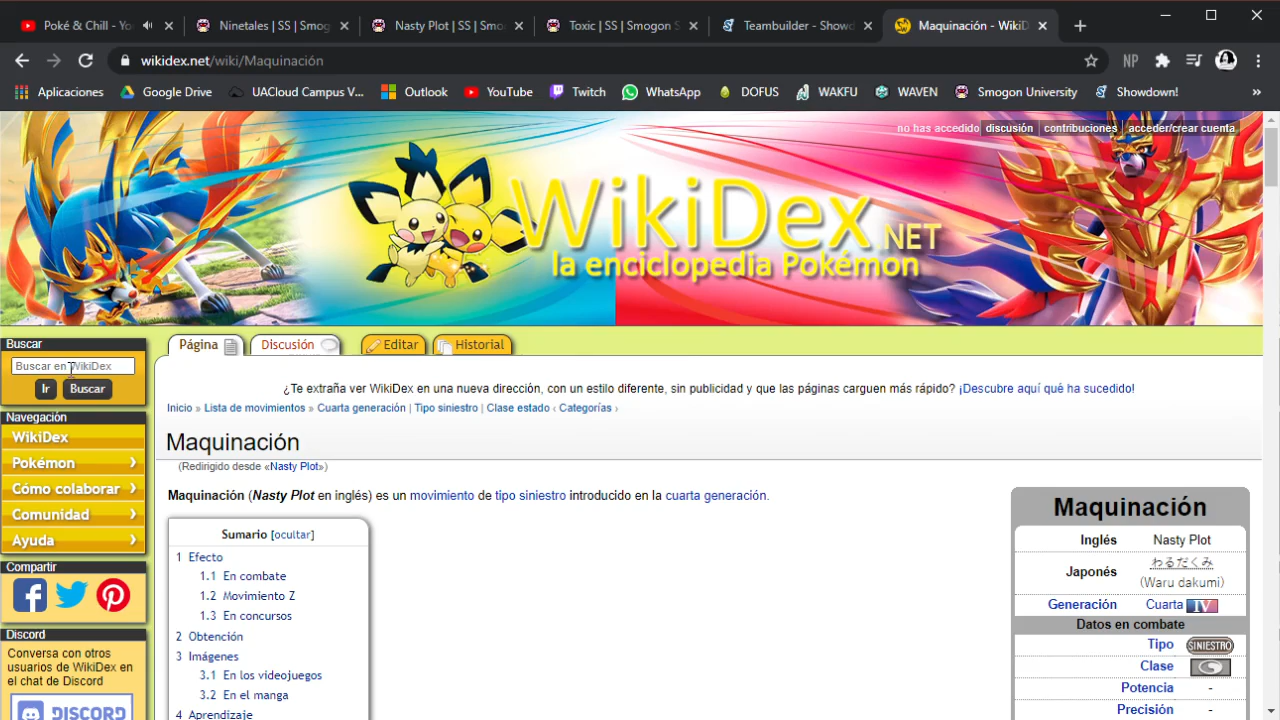 Poké & Chill - Yo
Ninetales | SS | Smog
Nasty Plot | SS | Smo
Toxic | SS | Smogon S
Teambuilder - Showd
Maquinación - WikiD
wikidex.net/wiki/Maquinación
NP
Aplicaciones
Google Drive
UACloud Campus V...
Outlook
YouTube
Twitch
WhatsApp
DOFUS
WAKFU
WAVEN
Smogon University
Showdown!
»
no has accedido discusión contribuciones acceder/crear cuenta
WikiDex.NET
la enciclopedia Pokémon
Buscar
Buscar en WikiDex
Ir Buscar
Navegación
WikiDex
Pokémon
Cómo colaborar
Comunidad
Ayuda
Compartir
Discord
Conversa con otros
usuarios de WikiDex en
el chat de Discord
DISCORD
Página Discusión Editar Historial
¿Te extraña ver WikiDex en una nueva dirección, con un estilo diferente, sin publicidad y que las páginas carguen más rápido? ¡Descubre aquí qué ha sucedido!
Inicio » Lista de movimientos » Cuarta generación | Tipo siniestro | Clase estado ‹ Categorías ›
Maquinación
(Redirigido desde «Nasty Plot»)
Maquinación (Nasty Plot en inglés) es un movimiento de tipo siniestro introducido en la cuarta generación.
Sumario [ocultar]
1 Efecto
1.1 En combate
1.2 Movimiento Z
1.3 En concursos
2 Obtención
3 Imágenes
3.1 En los videojuegos
3.2 En el manga
4 Aprendizaje
Maquinación
Inglés Nasty Plot
Japonés わるだくみ
(Waru dakumi)
Generación Cuarta IV
Datos en combate
Tipo SINIESTRO
Clase
Potencia -
Precisión -